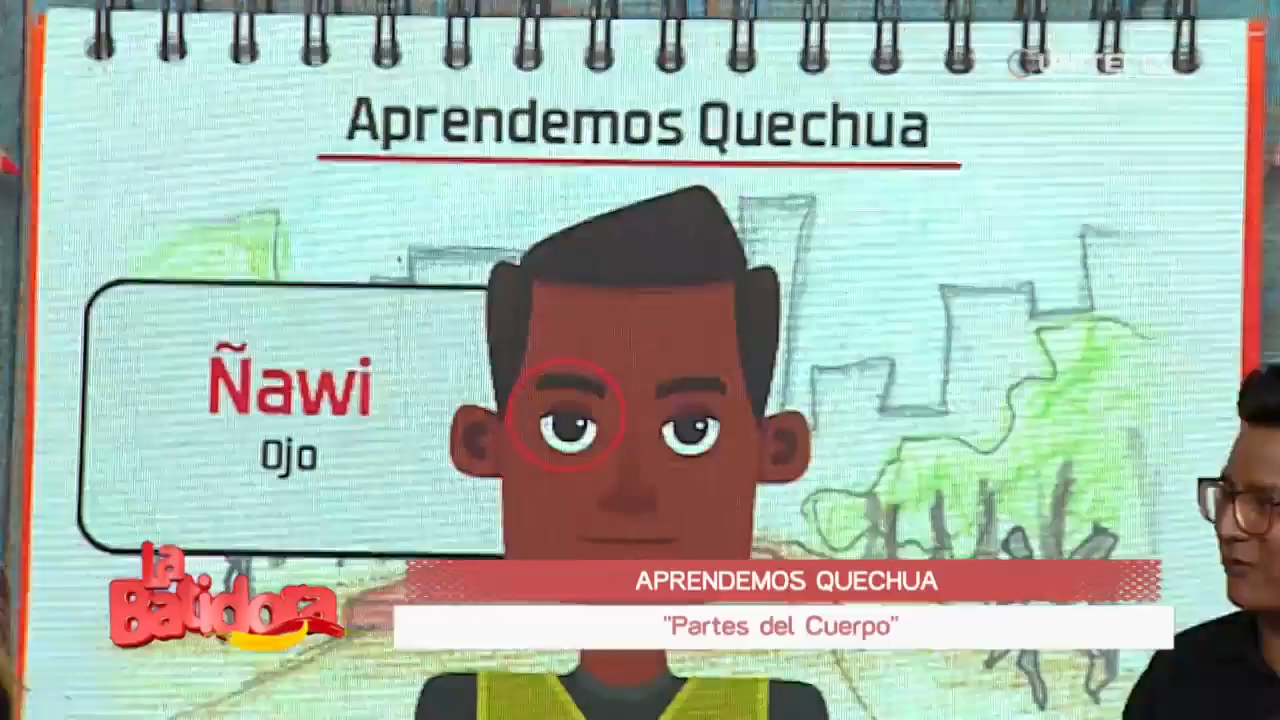 Aprendemos Quechua
Ñawi
Ojo
La
Batidora
APRENDEMOS QUECHUA
"Partes del Cuerpo"